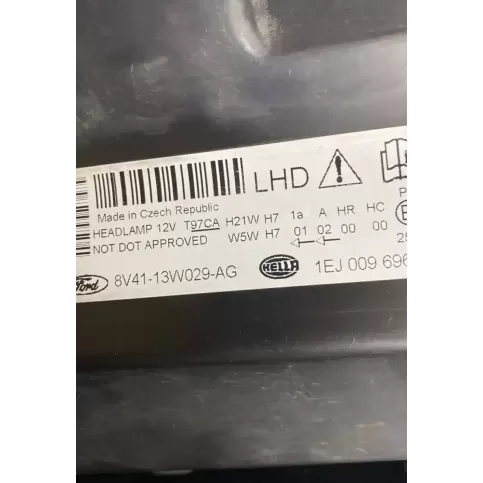 LHD
Made in Czech Republic
HEADLAMP 12V T97CA H21W H7 1a A HR HC
NOT DOT APPROVED W5W H7 01 02 00 00
Ford 8V41-13W029-AG HELLA 1EJ 009 696